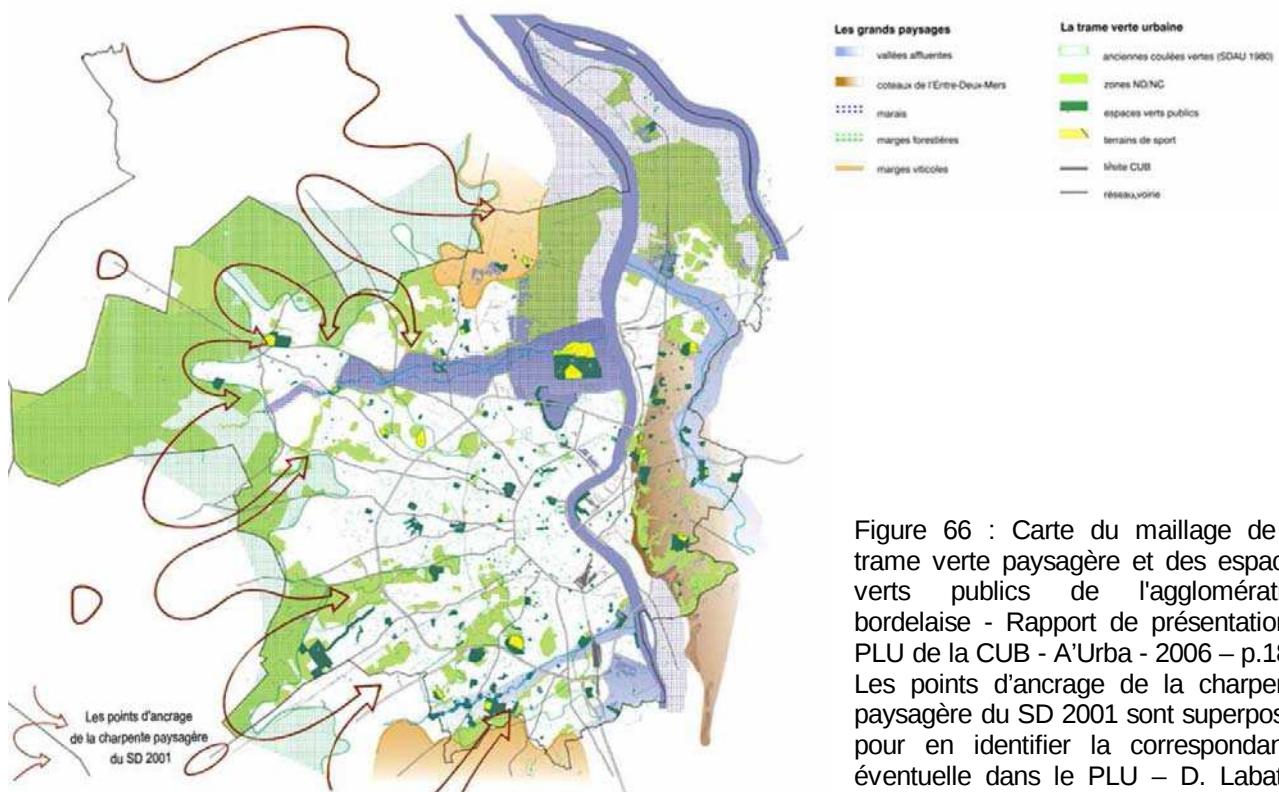 Les grands paysages
vallées affluentes
coteaux de l'Entre-Deux-Mers
marais
marges forestières
marges viticoles
La trame verte urbaine
anciennes coulées vertes (SDAU 1980)
zones ND/NC
espaces verts publics
terrains de sport
limite CUB
réseau,voirie
Les points d'ancrage
de la charpente paysagère
du SD 2001
Figure 66 : Carte du maillage de
trame verte paysagère et des espac
verts publics de l'agglomérat
bordelaise - Rapport de présentation
PLU de la CUB - A'Urba - 2006 – p.18
Les points d'ancrage de la charpen
paysagère du SD 2001 sont superpos
pour en identifier la correspondan
éventuelle dans le PLU – D. Labat